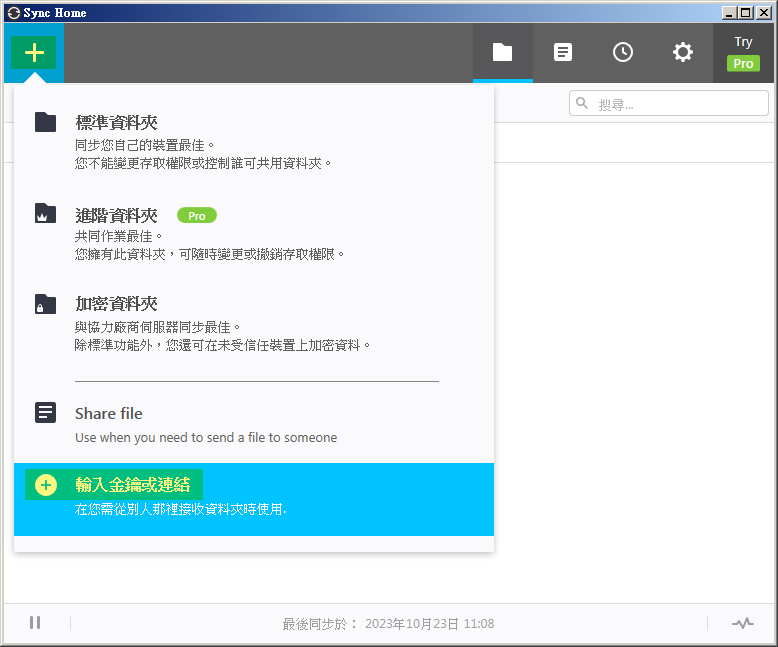 Sync Home
Try
Pro
搜尋...
標準資料夾
同步您自己的裝置最佳。
您不能變更存取權限或控制誰可共用資料夾。
進階資料夾 Pro
共同作業最佳。
您擁有此資料夾，可隨時變更或撤銷存取權限。
加密資料夾
與協力廠商伺服器同步最佳。
除標準功能外，您還可在未受信任裝置上加密資料。
Share file
Use when you need to send a file to someone
輸入金鑰或連結
在您需從別人那裡接收資料夾時使用.
最後同步於： 2023年10月23日 11:08